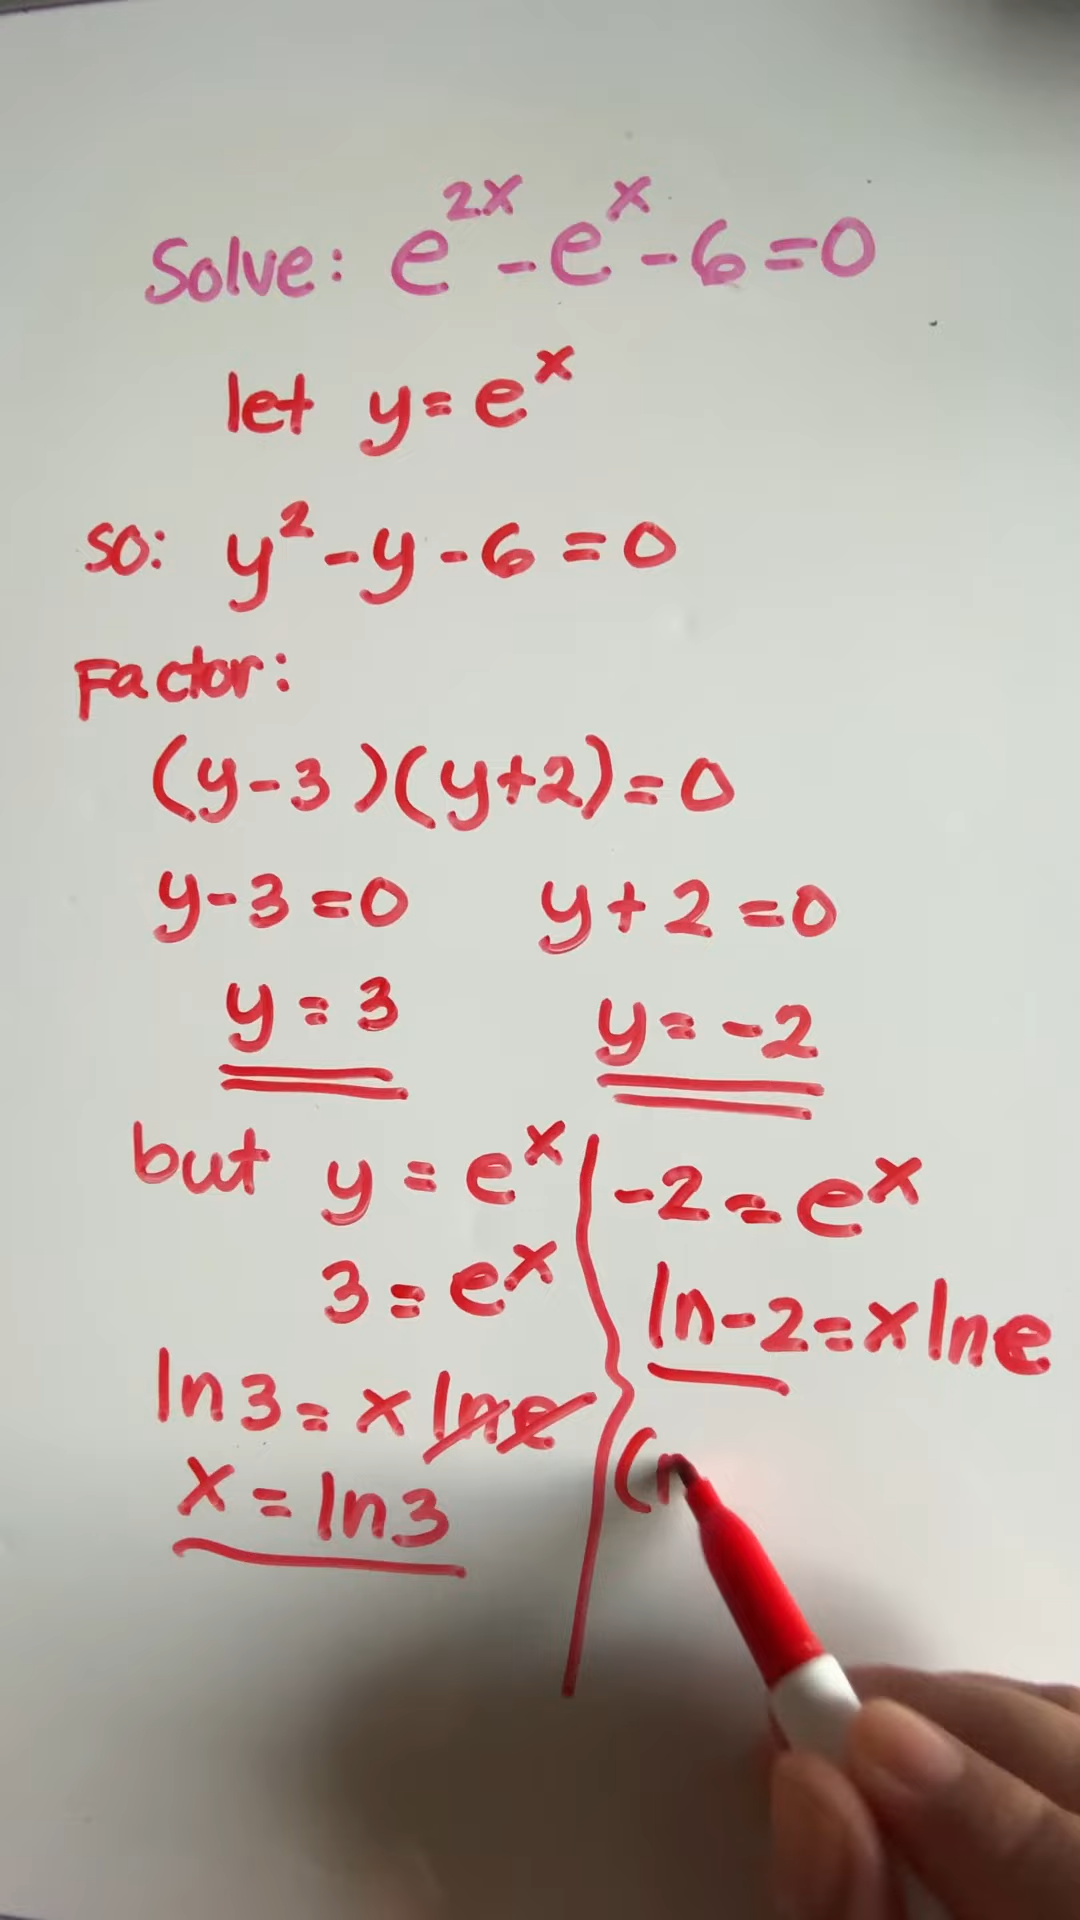 Solve: e^2x - e^x - 6 = 0
let y = e^x
so: y² - y - 6 = 0
Factor:
(y - 3)(y + 2) = 0
y - 3 = 0
y = 3
y + 2 = 0
y = -2
but y = e^x
3 = e^x
ln3 = x lne
x = ln3
-2 = e^x
ln-2 = x lne
(n